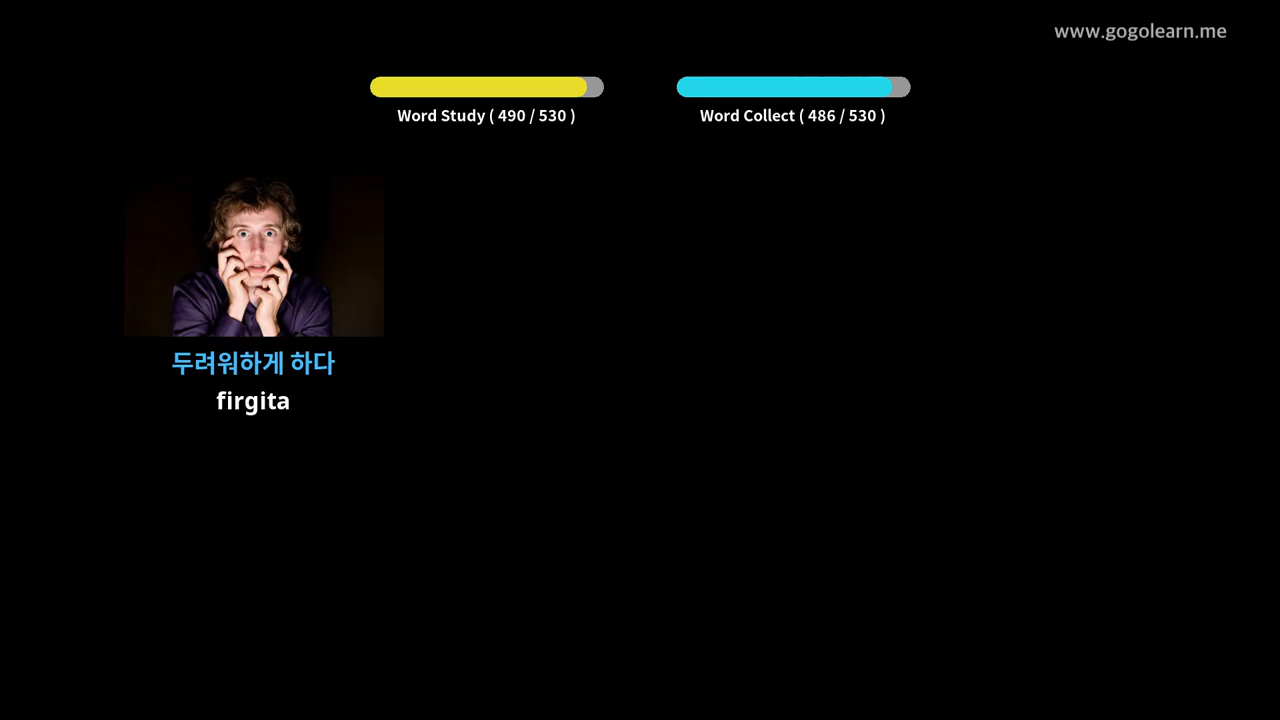 www.gogolearn.me
Word Study ( 490 / 530 )
Word Collect ( 486 / 530 )
두려워하게 하다
firgita